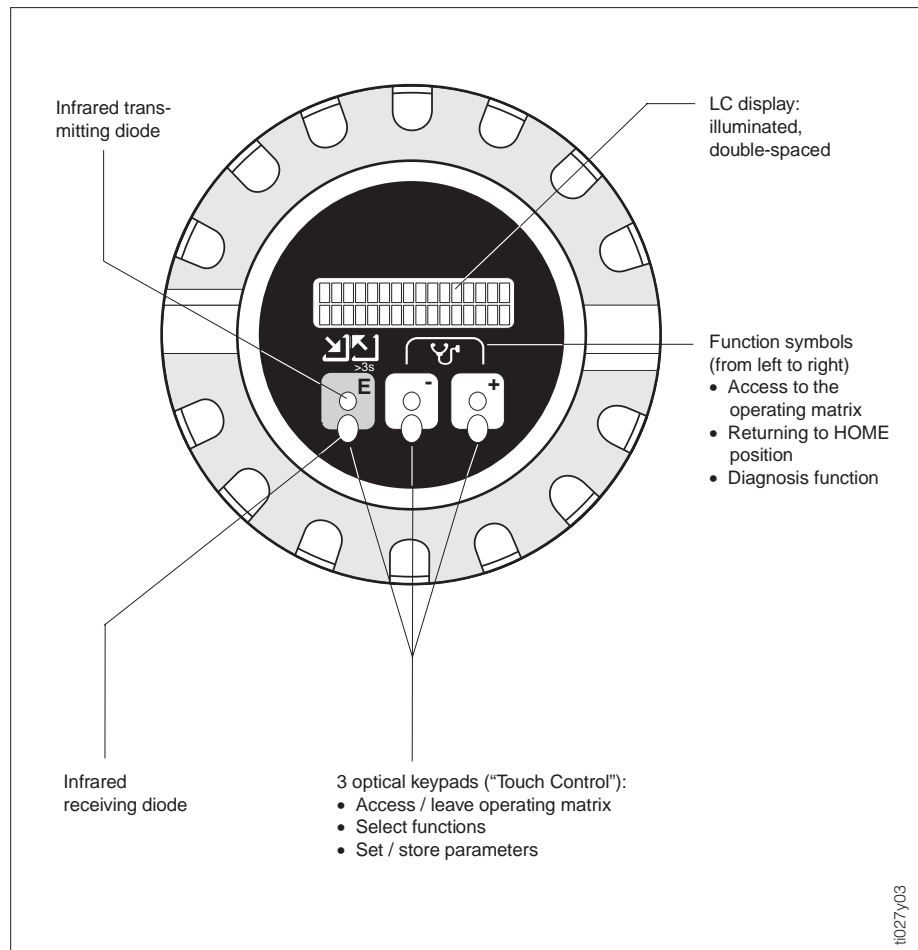 Infrared trans-
mitting diode
LC display:
illuminated,
double-spaced
>3s
E
-
+
Function symbols
(from left to right)
• Access to the
operating matrix
• Returning to HOME
position
• Diagnosis function
Infrared
receiving diode
3 optical keypads (“Touch Control”):
• Access / leave operating matrix
• Select functions
• Set / store parameters
ti027y03